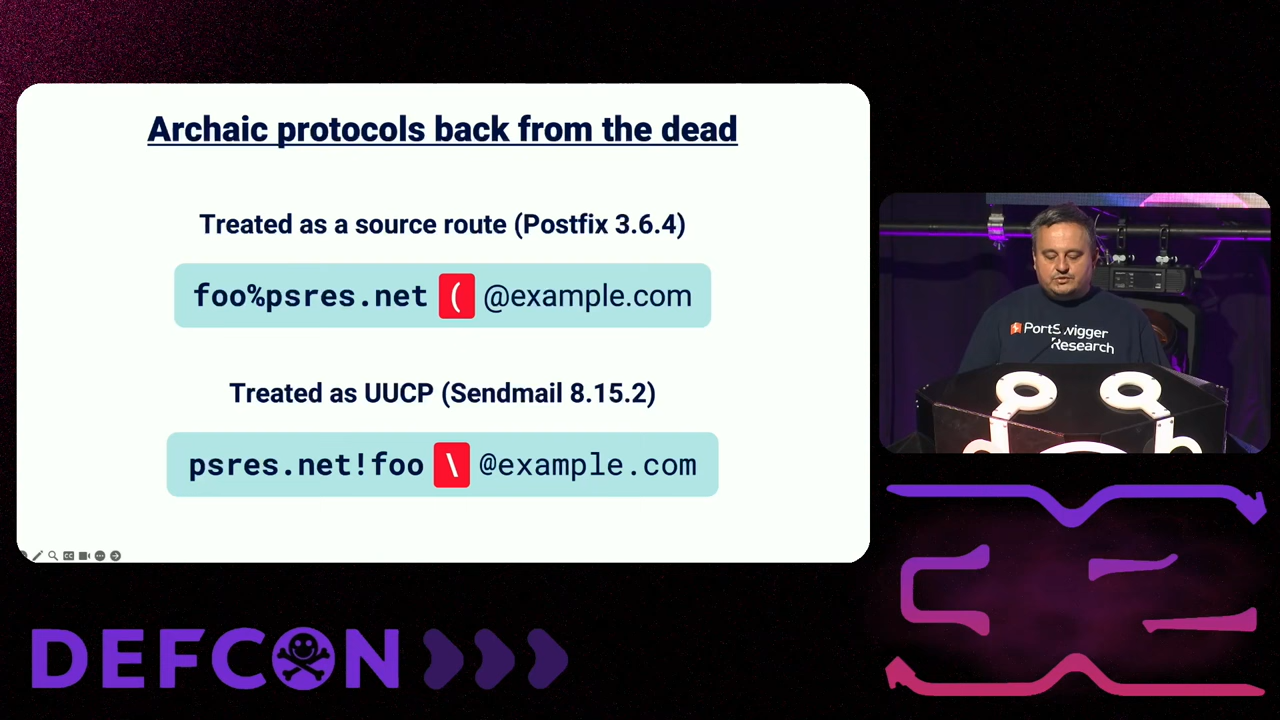 Archaic protocols back from the dead
Treated as a source route (Postfix 3.6.4)
foo%psres.net ( @example.com
Treated as UUCP (Sendmail 8.15.2)
psres.net!foo \ @example.com
PortSwigger
Research
DEFCON